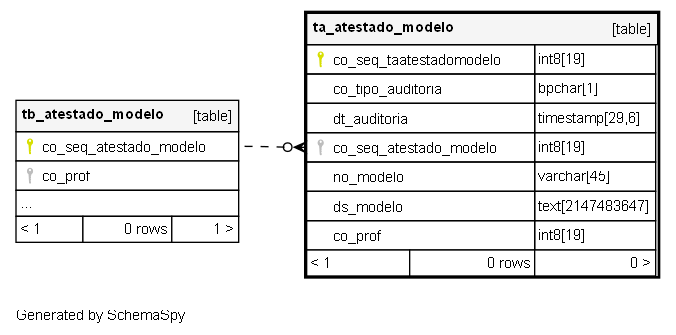 ta_atestado_modelo [table]
co_seq_taatestadomodelo int8[19]
co_tipo_auditoria bpchar[1]
dt_auditoria timestamp[29,6]
co_seq_atestado_modelo int8[19]
no_modelo varchar[45]
ds_modelo text[2147483647]
co_prof int8[19]
< 1 0 rows 0 >
tb_atestado_modelo [table]
co_seq_atestado_modelo
co_prof
...
< 1 0 rows 1 >
Generated by SchemaSpy